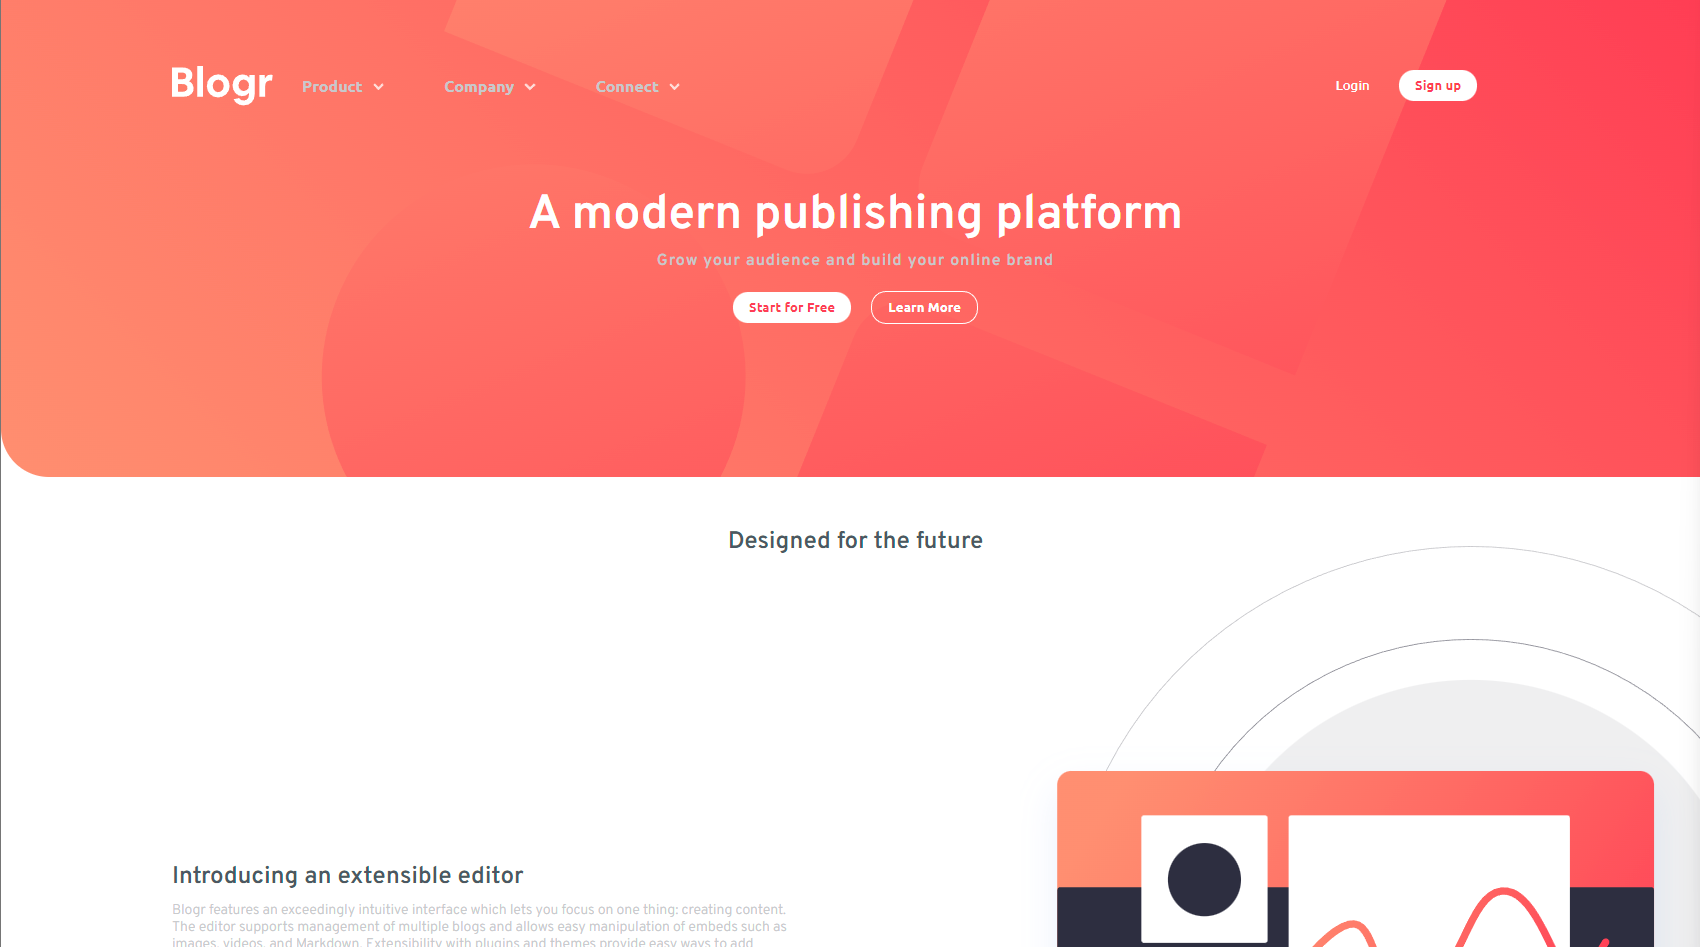 Blogr Product Company Connect Login Sign up
A modern publishing platform
Grow your audience and build your online brand
Start for Free Learn More
Designed for the future
Introducing an extensible editor
Blogr features an exceedingly intuitive interface which lets you focus on one thing: creating content.
The editor supports management of multiple blogs and allows easy manipulation of embeds such as
images, videos, and Markdown. Extensibility with plugins and themes provide easy ways to add